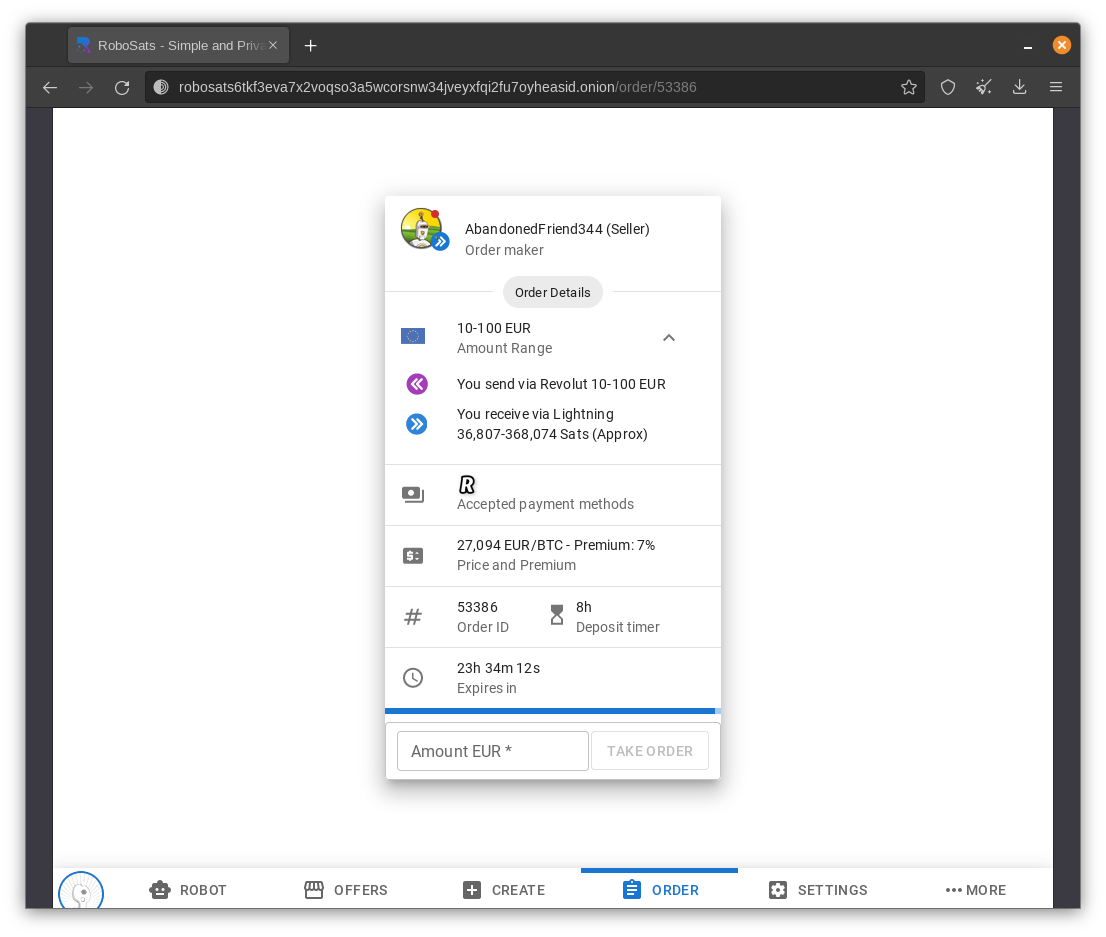 RoboSats - Simple and Priva
robosats6tkf3eva7x2voqso3a5wcorsnw34jveyxfqi2fu7oyheasid.onion/order/53386
AbandonedFriend344 (Seller)
Order maker
Order Details
10-100 EUR
Amount Range
You send via Revolut 10-100 EUR
You receive via Lightning
36,807-368,074 Sats (Approx)
R
Accepted payment methods
27,094 EUR/BTC - Premium: 7%
Price and Premium
53386
Order ID
8h
Deposit timer
23h 34m 12s
Expires in
Amount EUR *
TAKE ORDER
ROBOT
OFFERS
CREATE
ORDER
SETTINGS
MORE